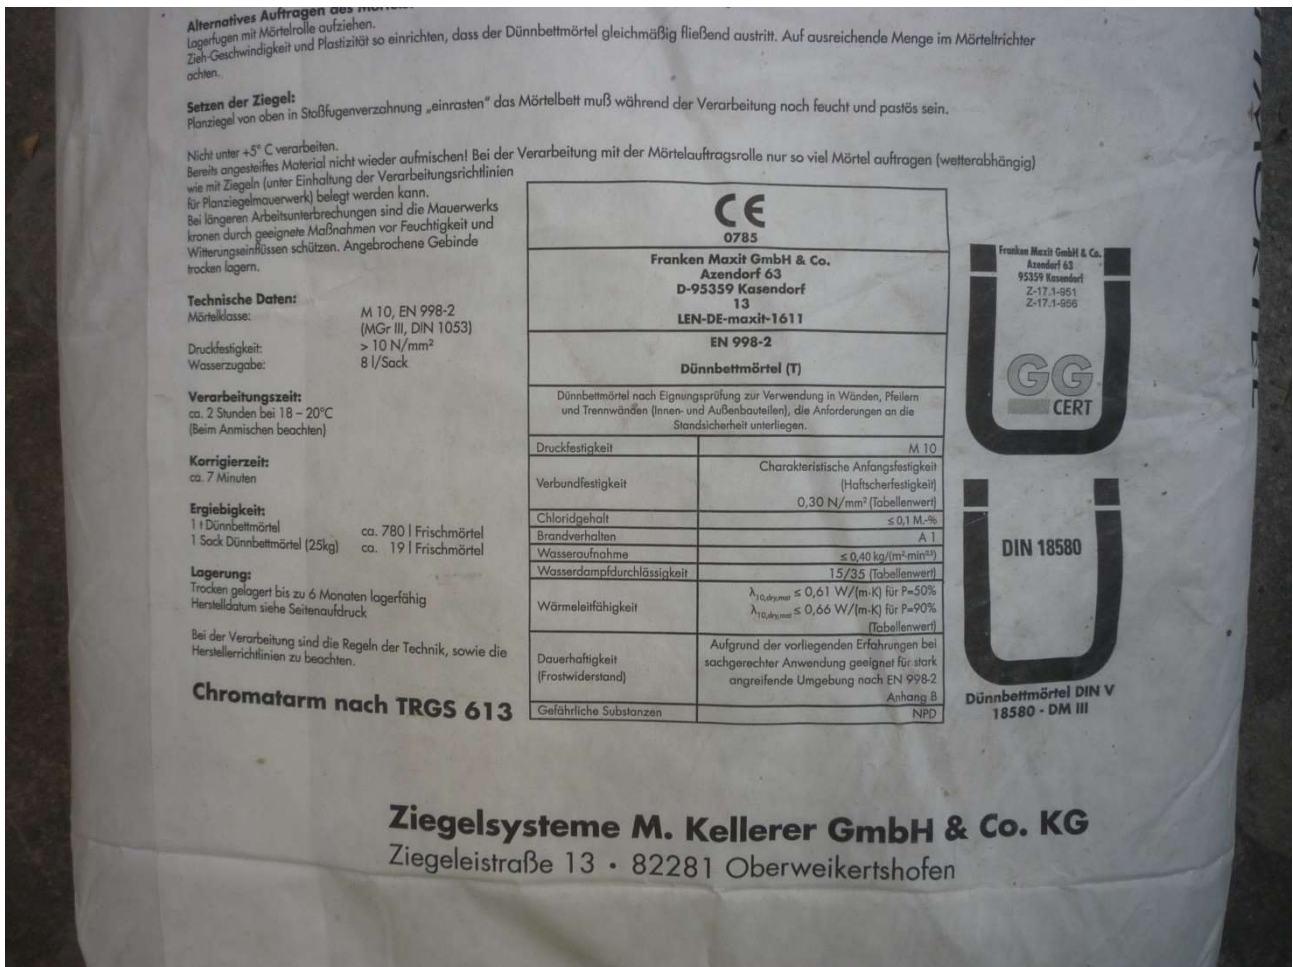 Alternatives Auftragen des
Lagerfugen mit Mörtelrolle aufziehen.
Zieh-Geschwindigkeit und Plastizität so einrichten, dass der Dünnbettmörtel gleichmäßig fließend austritt. Auf ausreichende Menge im Mörteltrichter
achten.
Setzen der Ziegel:
Planziegel von oben in Stoßfugenverzahnung „einrasten“ das Mörtelbett muß während der Verarbeitung noch feucht und pastös sein.
Nicht unter +5° C verarbeiten.
Bereits angesteiftes Material nicht wieder aufmischen! Bei der Verarbeitung mit der Mörtelauftragsrolle nur so viel Mörtel auftragen (wetterabhängig)
wie mit Ziegeln (unter Einhaltung der Verarbeitungsrichtlinien
für Planziegelmauerwerk) belegt werden kann.
Bei längeren Arbeitsunterbrechungen sind die Mauerwerks
kronen durch geeignete Maßnahmen vor Feuchtigkeit und
Witterungseinflüssen schützen. Angebrochene Gebinde
trocken lagern.
Technische Daten:
Mörtelklasse: M 10, EN 998-2
(MGr III, DIN 1053)
Druckfestigkeit: > 10 N/mm²
Wasserzugabe: 8 l/Sack
Verarbeitungszeit:
ca. 2 Stunden bei 18 – 20°C
(Beim Anmischen beachten)
Korrigierzeit:
ca. 7 Minuten
Ergiebigkeit:
1 t Dünnbettmörtel ca. 780 l Frischmörtel
1 Sack Dünnbettmörtel (25kg) ca. 19 l Frischmörtel
Lagerung:
Trocken gelagert bis zu 6 Monaten lagerfähig
Herstelldatum siehe Seitenaufdruck
Bei der Verarbeitung sind die Regeln der Technik, sowie die
Herstellerrichtlinien zu beachten.
Chromatarm nach TRGS 613
CE
0785
Franken Maxit GmbH & Co.
Azendorf 63
D-95359 Kasendorf
13
LEN-DE-maxit-1611
EN 998-2
Dünnbettmörtel (T)
Dünnbettmörtel nach Eignungsprüfung zur Verwendung in Wänden, Pfeilern
und Trennwänden (Innen- und Außenbauteilen), die Anforderungen an die
Standsicherheit unterliegen.
Druckfestigkeit M 10
Verbundfestigkeit Charakteristische Anfangsfestigkeit
(Haftscherfestigkeit)
0,30 N/mm² (Tabellenwert)
Chloridgehalt ≤ 0,1 M.-%
Brandverhalten A 1
Wasseraufnahme ≤ 0,40 kg/(m²·min⁰·⁵)
Wasserdampfdurchlässigkeit 15/35 (Tabellenwert)
Wärmeleitfähigkeit λ10,dry,mat ≤ 0,61 W/(m·K) für P=50%
λ10,dry,mat ≤ 0,66 W/(m·K) für P=90%
(Tabellenwert)
Dauerhaftigkeit
(Frostwiderstand) Aufgrund der vorliegenden Erfahrungen bei
sachgerechter Anwendung geeignet für stark
angreifende Umgebung nach EN 998-2
Anhang B
Gefährliche Substanzen NPD
Franken Maxit GmbH & Co.
Azendorf 63
95359 Kasendorf
Z-17.1-951
Z-17.1-956
GG
CERT
DIN 18580
Dünnbettmörtel DIN V
18580 - DM III
Ziegelsysteme M. Kellerer GmbH & Co. KG
Ziegeleistraße 13 • 82281 Oberweikertshofen